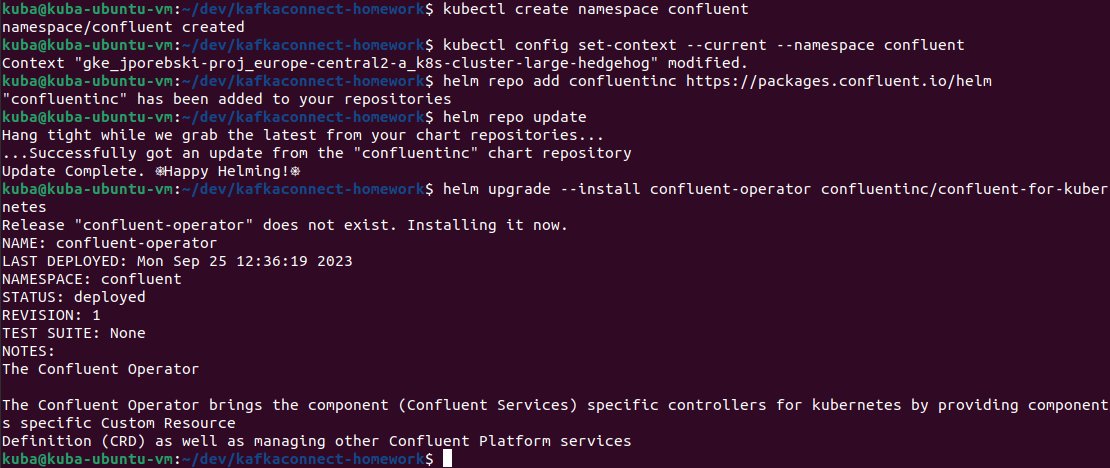 kuba@kuba-ubuntu-vm:~/dev/kafkaconnect-homework$ kubectl create namespace confluent
namespace/confluent created
kuba@kuba-ubuntu-vm:~/dev/kafkaconnect-homework$ kubectl config set-context --current --namespace confluent
Context "gke_jporebski-proj_europe-central2-a_k8s-cluster-large-hedgehog" modified.
kuba@kuba-ubuntu-vm:~/dev/kafkaconnect-homework$ helm repo add confluentinc https://packages.confluent.io/helm
"confluentinc" has been added to your repositories
kuba@kuba-ubuntu-vm:~/dev/kafkaconnect-homework$ helm repo update
Hang tight while we grab the latest from your chart repositories...
...Successfully got an update from the "confluentinc" chart repository
Update Complete. ⎈Happy Helming!⎈
kuba@kuba-ubuntu-vm:~/dev/kafkaconnect-homework$ helm upgrade --install confluent-operator confluentinc/confluent-for-kuber
netes
Release "confluent-operator" does not exist. Installing it now.
NAME: confluent-operator
LAST DEPLOYED: Mon Sep 25 12:36:19 2023
NAMESPACE: confluent
STATUS: deployed
REVISION: 1
TEST SUITE: None
NOTES:
The Confluent Operator
The Confluent Operator brings the component (Confluent Services) specific controllers for kubernetes by providing component
s specific Custom Resource
Definition (CRD) as well as managing other Confluent Platform services
kuba@kuba-ubuntu-vm:~/dev/kafkaconnect-homework$